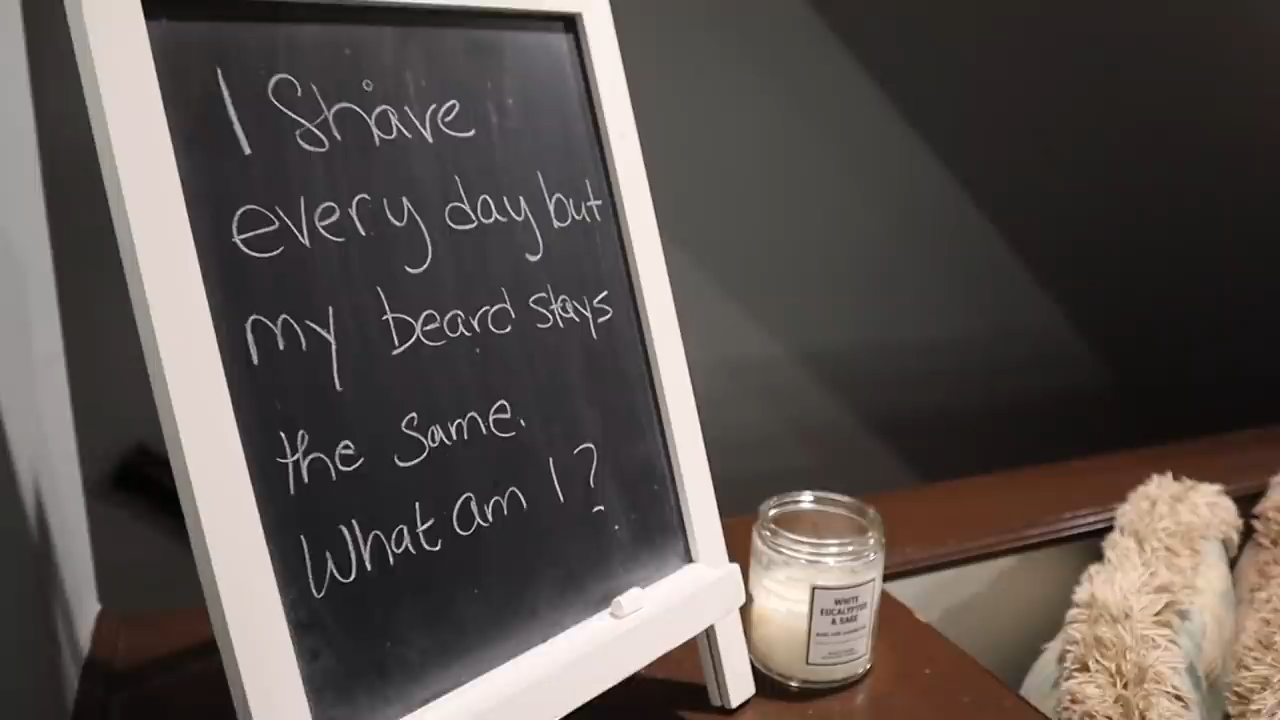 I Shave
every day but
my beard stays
the same.
What am I?
WHITE
EUCALYPTUS
& SAGE